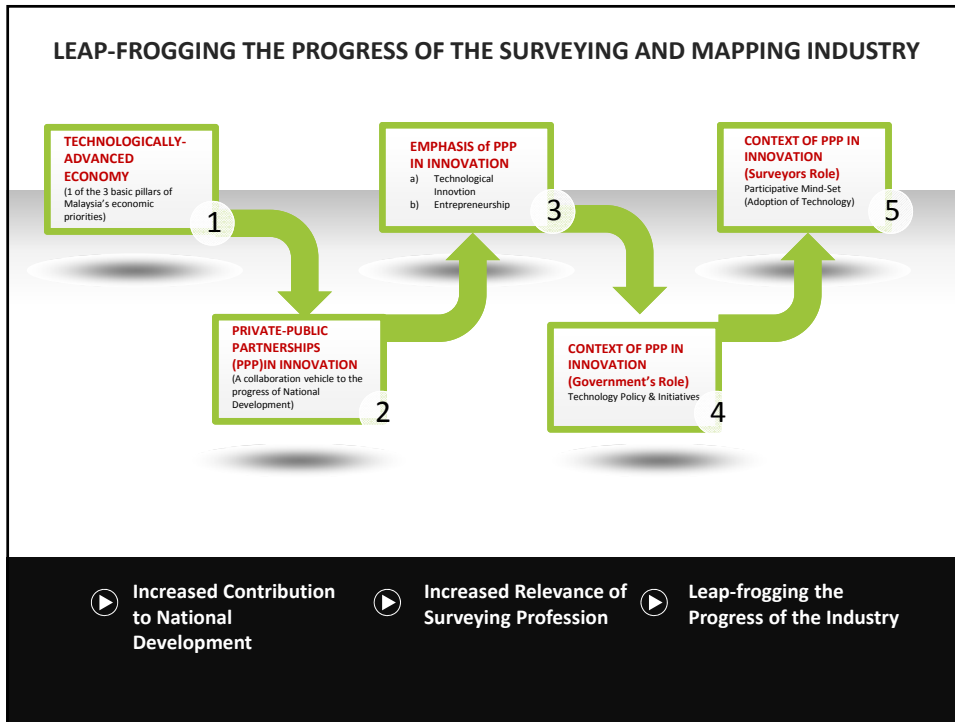 LEAP-FROGGING THE PROGRESS OF THE SURVEYING AND MAPPING INDUSTRY
TECHNOLOGICALLY-
ADVANCED
ECONOMY
(1 of the 3 basic pillars of
Malaysia's economic
priorities)
1
PRIVATE-PUBLIC
PARTNERSHIPS
(PPP)IN INNOVATION
(A collaboration vehicle to the
progress of National
Development)
2
EMPHASIS of PPP
IN INNOVATION
a) Technological
Innovtion
b) Entrepreneurship
3
CONTEXT OF PPP IN
INNOVATION
(Government's Role)
Technology Policy & Initiatives
4
CONTEXT OF PPP IN
INNOVATION
(Surveyors Role)
Participative Mind-Set
(Adoption of Technology)
5
Increased Contribution
to National
Development
Increased Relevance of
Surveying Profession
Leap-frogging the
Progress of the Industry